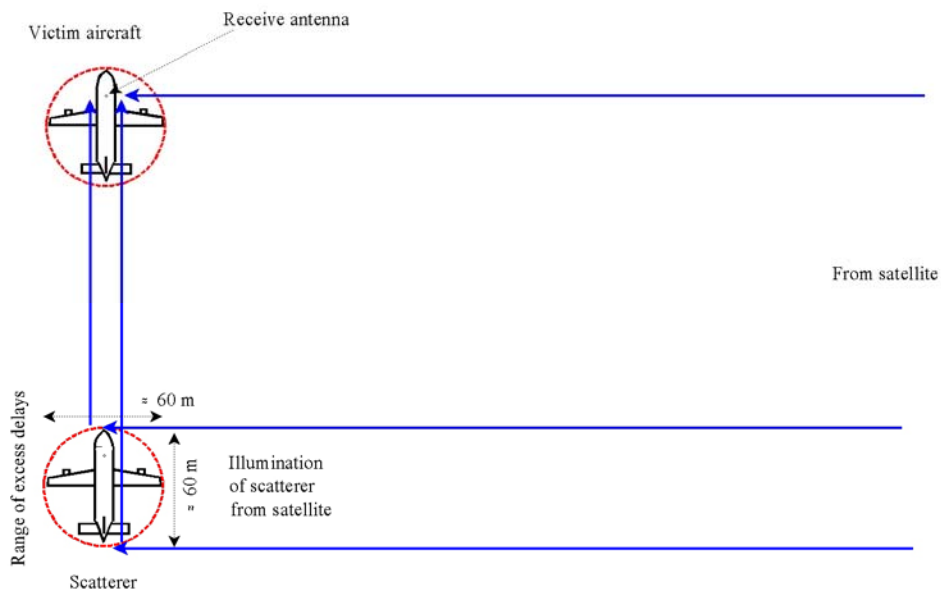 Receive antenna
Victim aircraft
From satellite
≈ 60 m
Range of excess delays
≈ 60 m
Illumination
of scatterer
from satellite
Scatterer